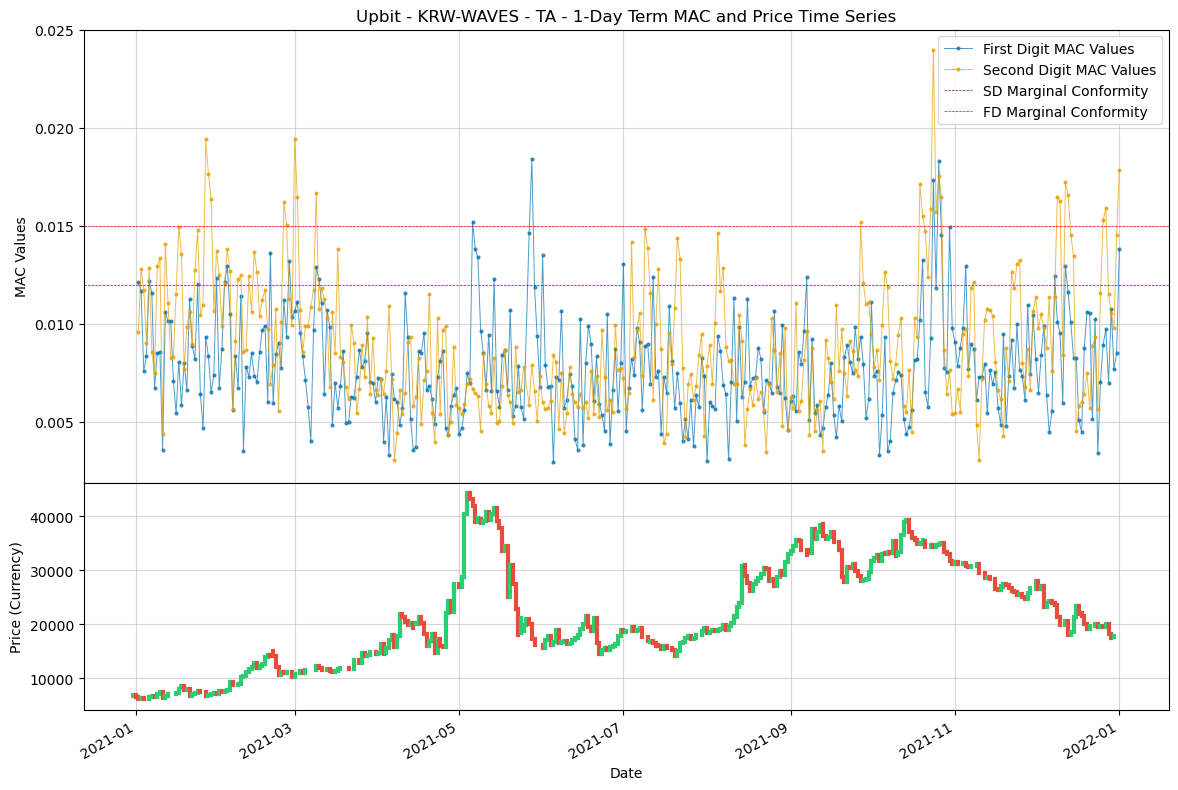 Upbit - KRW-WAVES - TA - 1-Day Term MAC and Price Time Series
MAC Values
0.025
0.020
0.015
0.010
0.005
First Digit MAC Values
Second Digit MAC Values
SD Marginal Conformity
FD Marginal Conformity
Price (Currency)
40000
30000
20000
10000
2021-01
2021-03
2021-05
2021-07
2021-09
2021-11
2022-01
Date